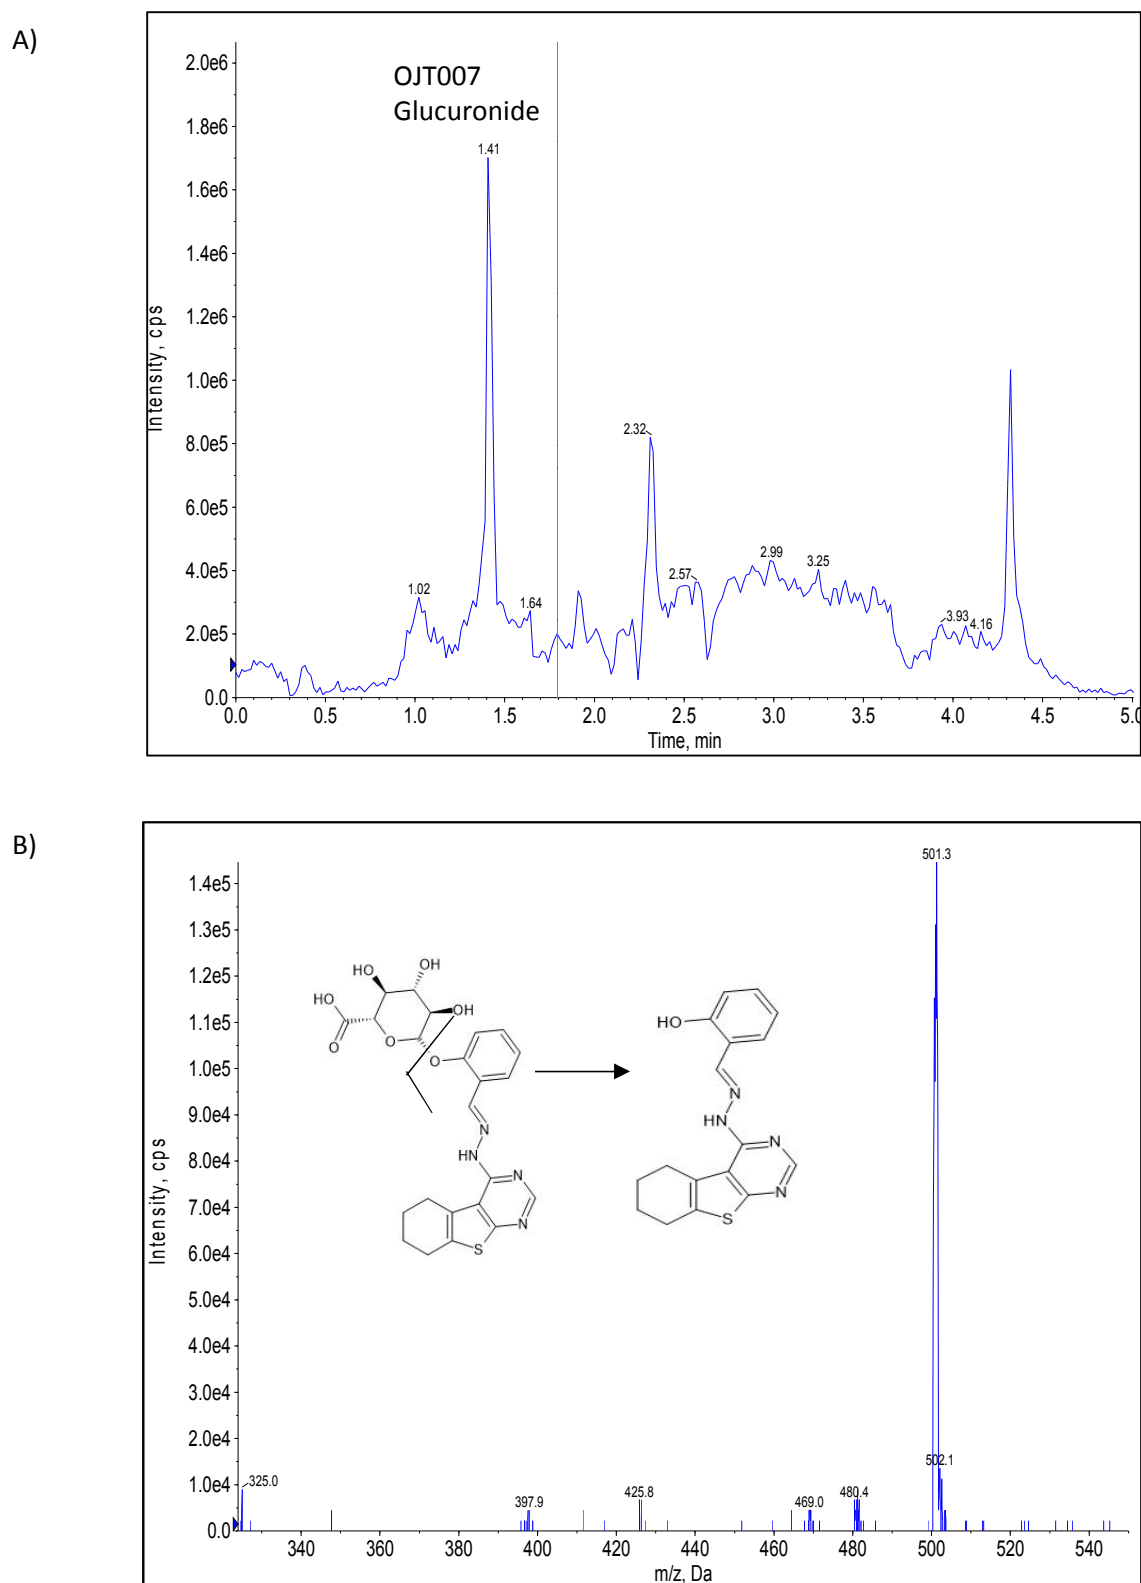 A)
OJT007
Glucuronide
2.0e6
1.8e6
1.6e6
1.4e6
1.2e6
1.0e6
8.0e5
6.0e5
4.0e5
2.0e5
0.0
Intensity, cps
1.41
1.02
1.64
2.32
2.57
2.99
3.25
3.93
4.16
0.0 0.5 1.0 1.5 2.0 2.5 3.0 3.5 4.0 4.5 5.0
Time, min
B)
1.4e5
1.3e5
1.2e5
1.1e5
1.0e5
9.0e4
8.0e4
7.0e4
6.0e4
5.0e4
4.0e4
3.0e4
2.0e4
1.0e4
0.0
Intensity, cps
501.3
502.1
325.0
397.9
425.8
469.0
480.4
HO OH
HO OH
O O O
N
HN N
N
S
HO
N
HN N
N
S
340 360 380 400 420 440 460 480 500 520 540
m/z, Da